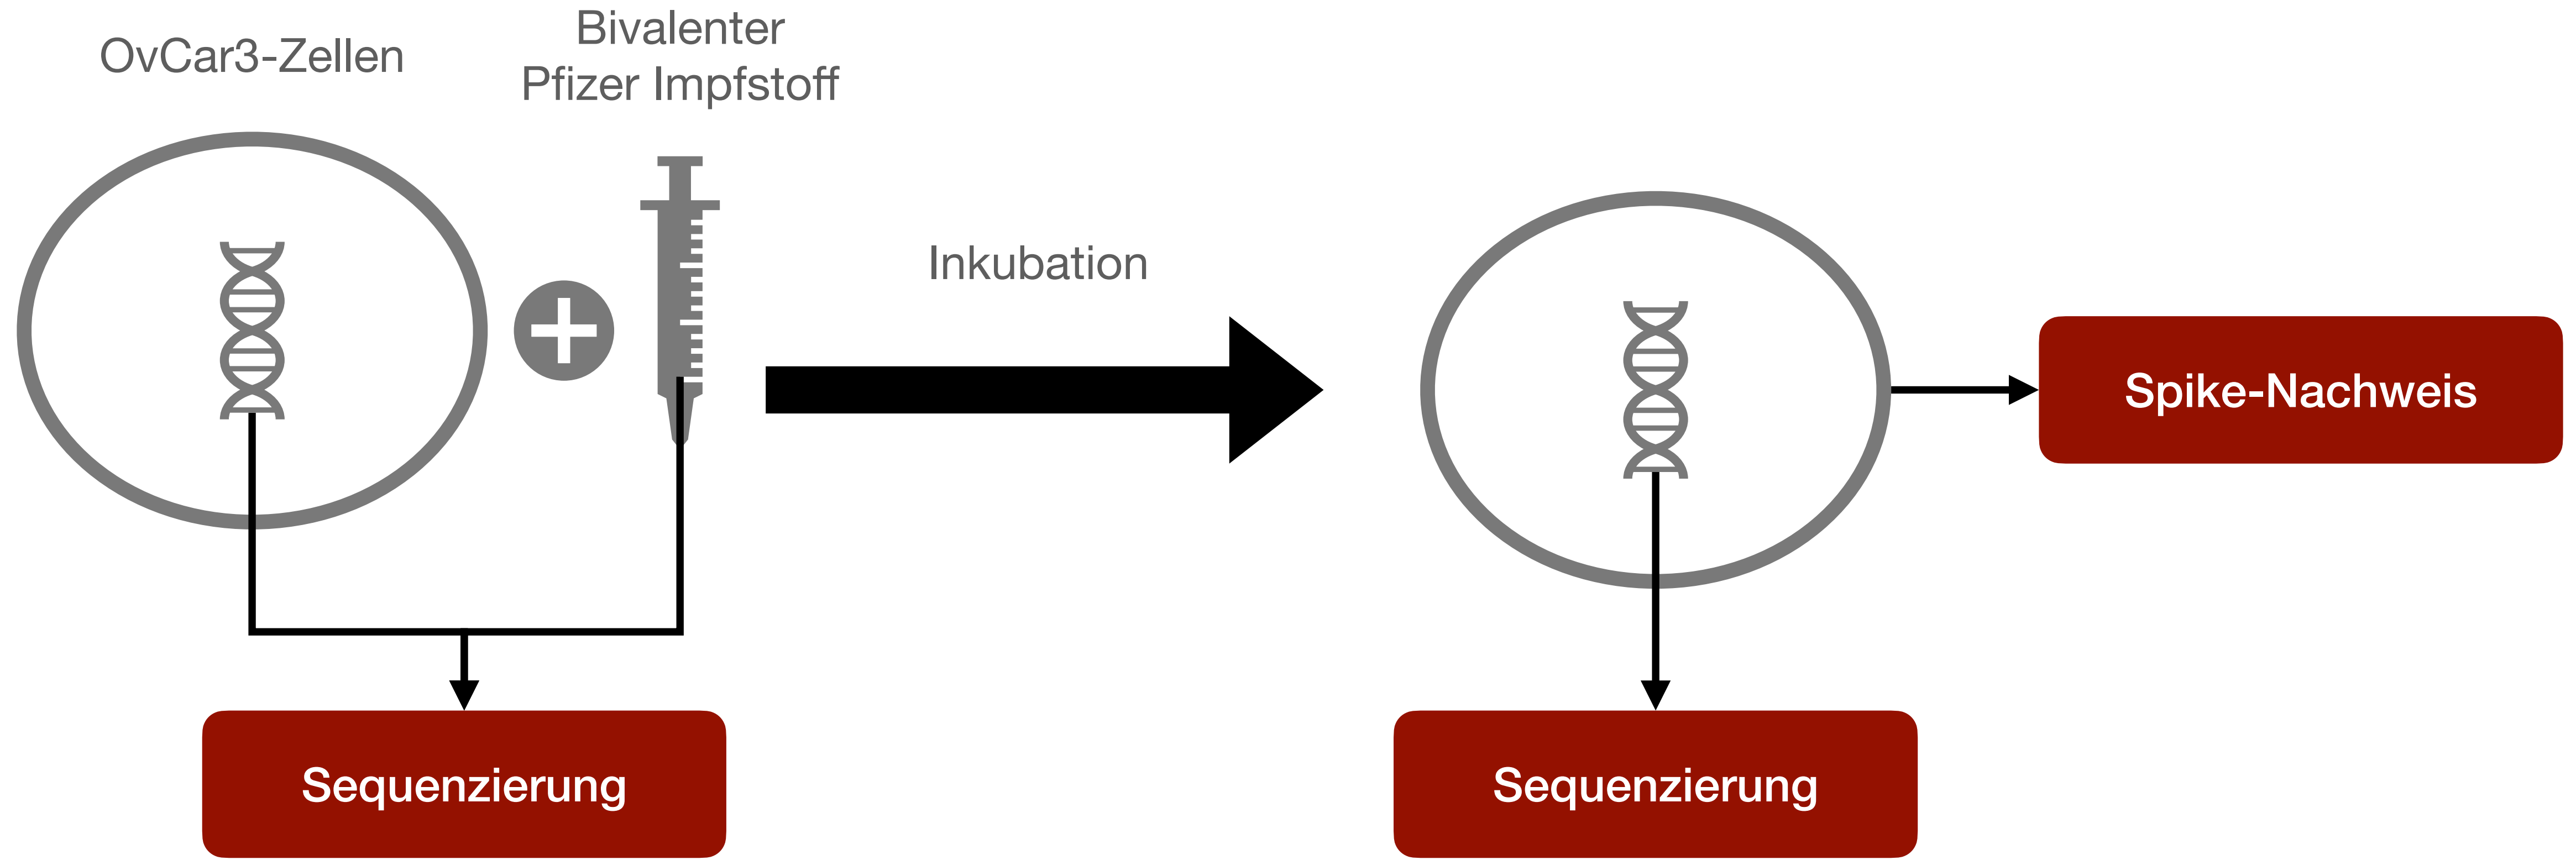 OvCar3-Zellen
Bivalenter
Pfizer Impfstoff
Inkubation
Spike-Nachweis
Sequenzierung
Sequenzierung